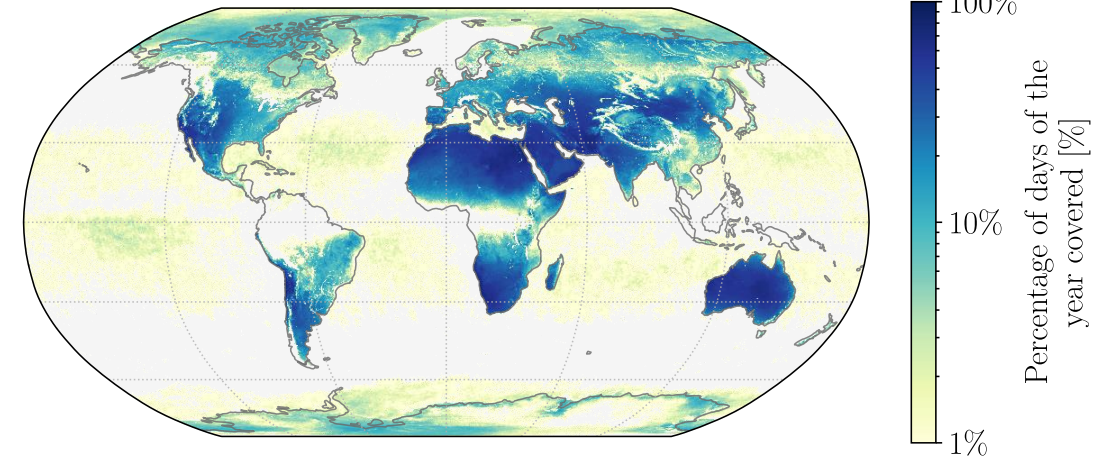 100%
10%
1%
Percentage of days of the
year covered [%]